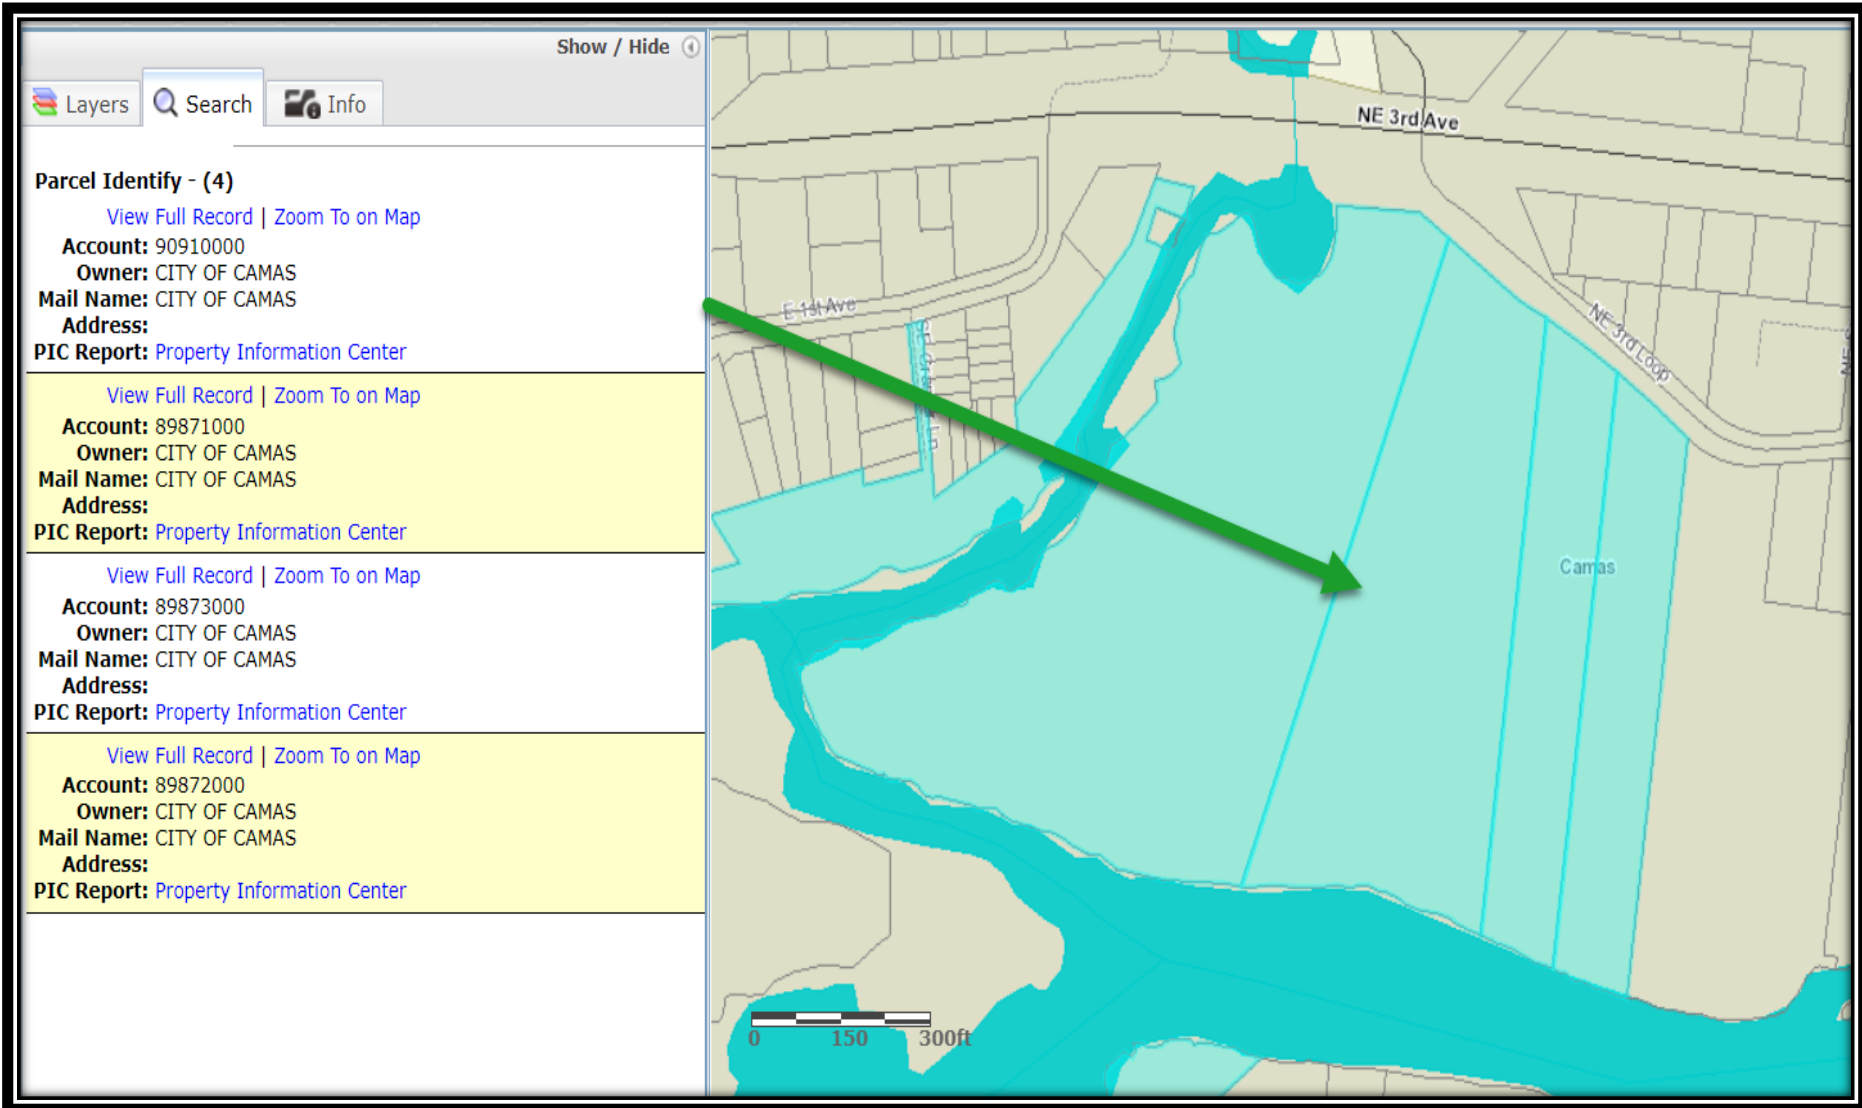 Show / Hide
Layers
Search
Info
Parcel Identify - (4)
View Full Record | Zoom To on Map
Account: 90910000
Owner: CITY OF CAMAS
Mail Name: CITY OF CAMAS
Address:
PIC Report: Property Information Center
View Full Record | Zoom To on Map
Account: 89871000
Owner: CITY OF CAMAS
Mail Name: CITY OF CAMAS
Address:
PIC Report: Property Information Center
View Full Record | Zoom To on Map
Account: 89873000
Owner: CITY OF CAMAS
Mail Name: CITY OF CAMAS
Address:
PIC Report: Property Information Center
View Full Record | Zoom To on Map
Account: 89872000
Owner: CITY OF CAMAS
Mail Name: CITY OF CAMAS
Address:
PIC Report: Property Information Center
NE 3rd Ave
E 1st Ave
NE 3rd Loop
Camas
0 150 300ft